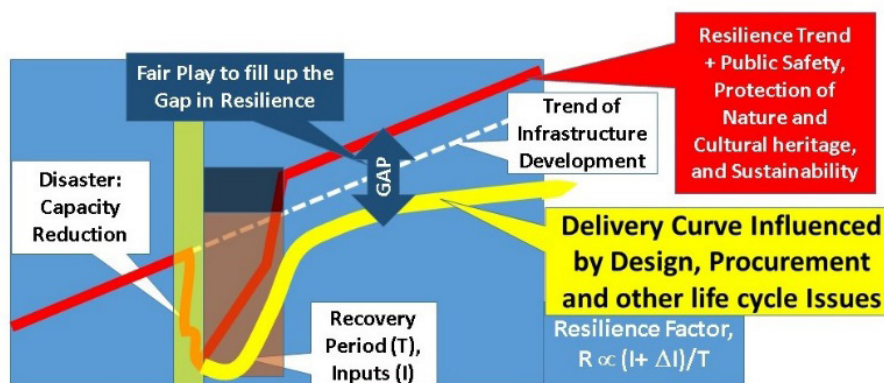 Fair Play to fill up the
Gap in Resilience
Resilience Trend
+ Public Safety,
Protection of
Nature and
Cultural heritage,
and Sustainability
Trend of
Infrastructure
Development
GAP
Disaster:
Capacity
Reduction
Delivery Curve Influenced
by Design, Procurement
and other life cycle Issues
Recovery
Period (T),
Inputs (I)
Resilience Factor,
R ∝ (I+ ΔI)/T